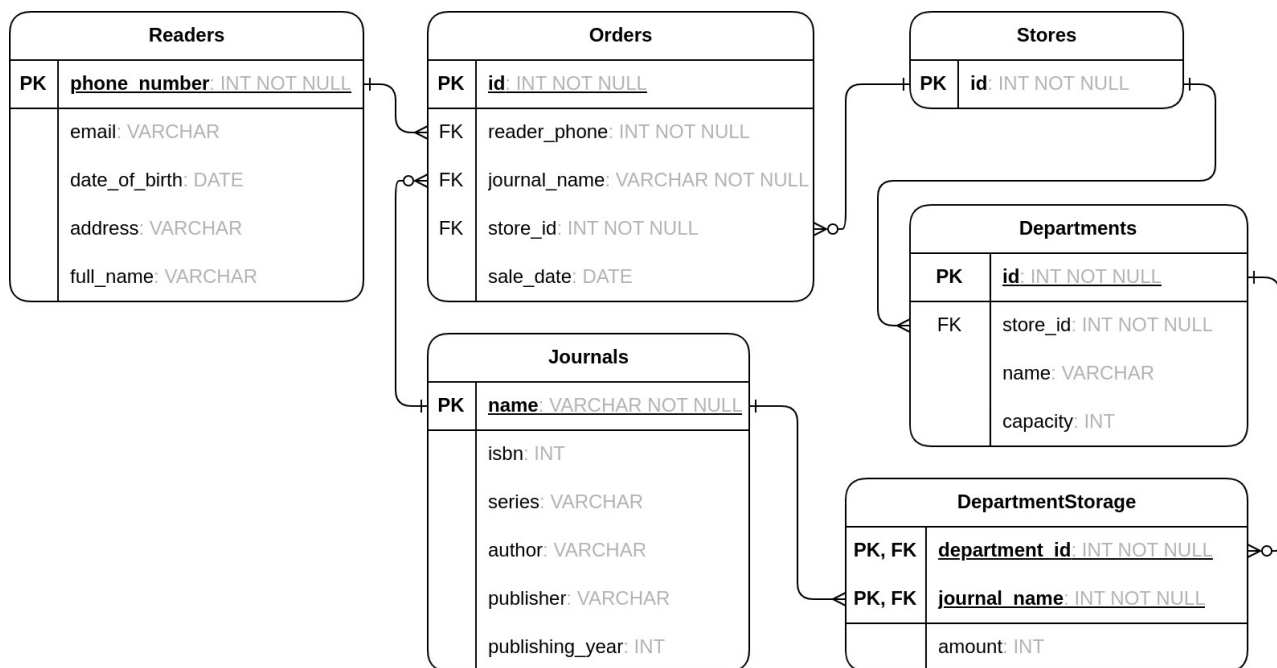 Readers
PK phone_number: INT NOT NULL
email: VARCHAR
date_of_birth: DATE
address: VARCHAR
full_name: VARCHAR
Orders
PK id: INT NOT NULL
FK reader_phone: INT NOT NULL
FK journal_name: VARCHAR NOT NULL
FK store_id: INT NOT NULL
sale_date: DATE
Stores
PK id: INT NOT NULL
Departments
PK id: INT NOT NULL
FK store_id: INT NOT NULL
name: VARCHAR
capacity: INT
Journals
PK name: VARCHAR NOT NULL
isbn: INT
series: VARCHAR
author: VARCHAR
publisher: VARCHAR
publishing_year: INT
DepartmentStorage
PK, FK department_id: INT NOT NULL
PK, FK journal_name: INT NOT NULL
amount: INT